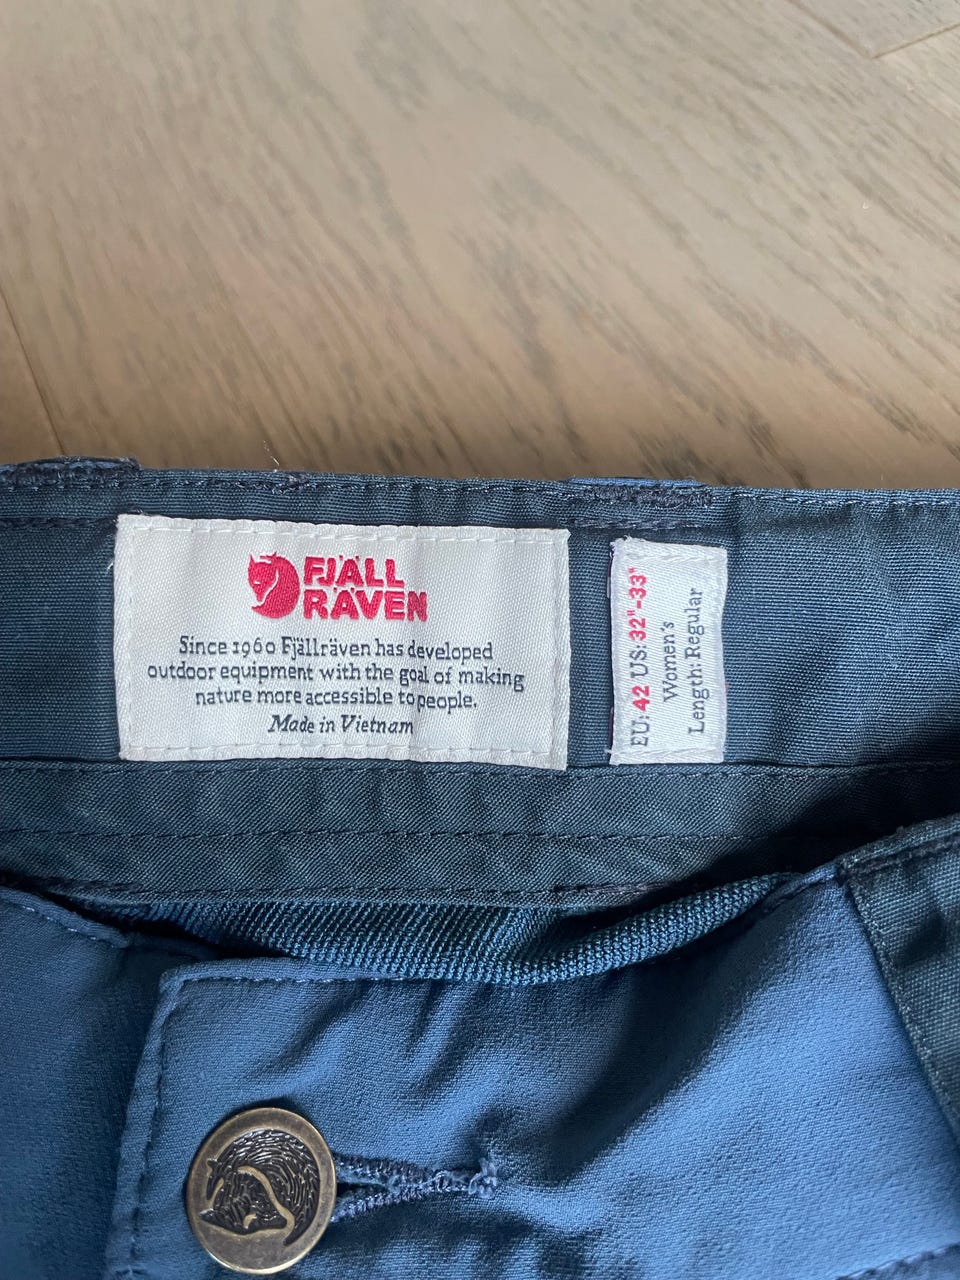 FJÄLL
RÄVEN
Since 1960 Fjällräven has developed
outdoor equipment with the goal of making
nature more accessible to people.
Made in Vietnam
EU: 42 US: 32"-33"
Women's
Length: Regular